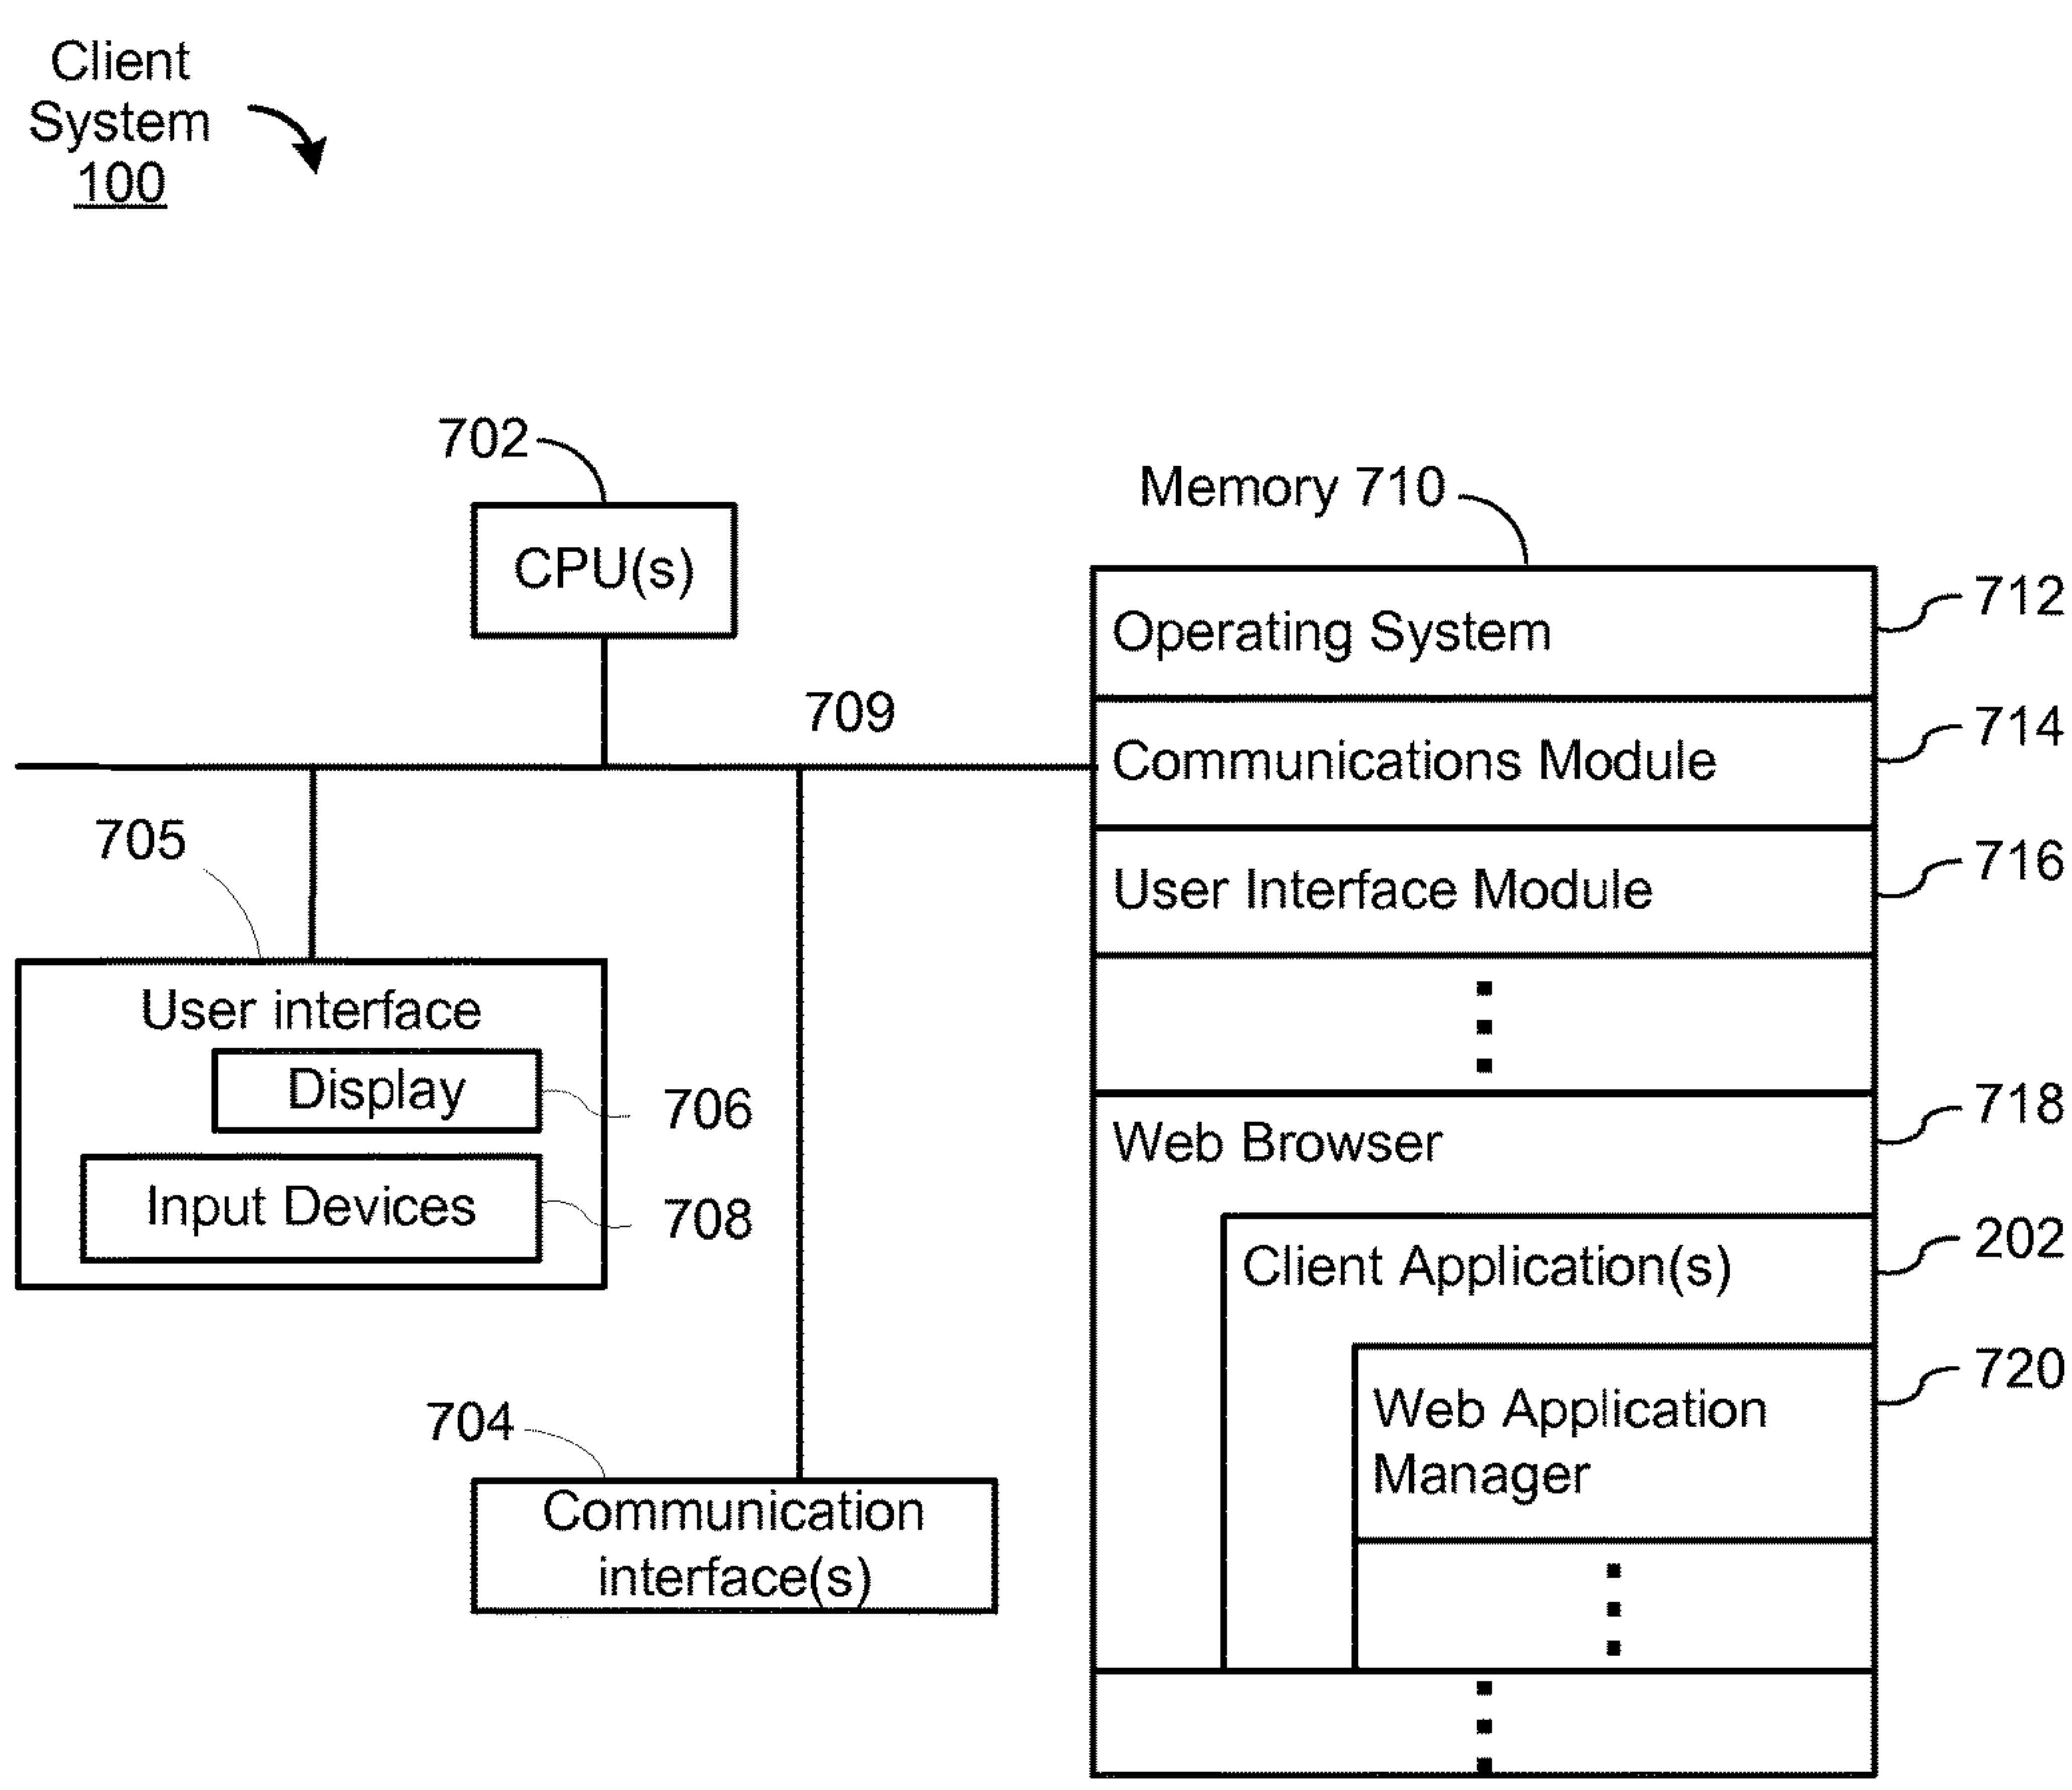 Client
System
100
702
CPU(s)
709
705
User interface
Display
706
Input Devices
708
704
Communication
interface(s)
Memory 710
Operating System
712
Communications Module
714
User Interface Module
716
Web Browser
718
Client Application(s)
202
Web Application
Manager
720